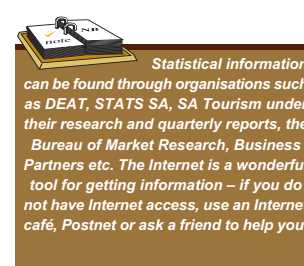 note NB
Statistical information
can be found through organisations such
as DEAT, STATS SA, SA Tourism under
their research and quarterly reports, the
Bureau of Market Research, Business
Partners etc. The Internet is a wonderful
tool for getting information – if you do
not have Internet access, use an Internet
café, Postnet or ask a friend to help you